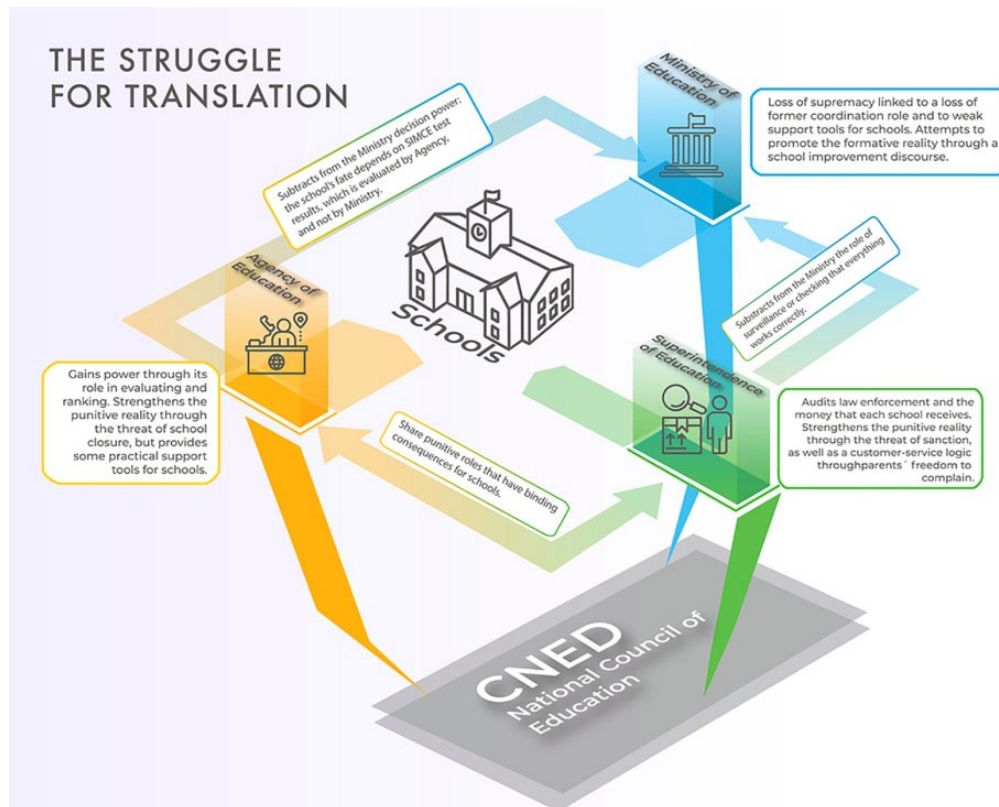 THE STRUGGLE
FOR TRANSLATION
Subtracts from the Ministry decision power:
the school's fate depends on SIMCE test
results, which is evaluated by Agency,
and not by Ministry.
Ministry of
Education
Loss of supremacy linked to a loss of
former coordination role and to weak
support tools for schools. Attempts to
promote the formative reality through a
school improvement discourse.
Agency of
Education
Schools
Substracts from the Ministry the role of
surveillance or checking that everything
works correctly.
Superintendence
of Education
Gains power through its
role in evaluating and
ranking. Strengthens the
punitive reality through
the threat of school
closure, but provides
some practical support
tools for schools.
Share punitive roles that have binding
consequences for schools.
Audits law enforcement and the
money that each school receives.
Strengthens the punitive reality
through the threat of sanction,
as well as a customer-service logic
throughparents´ freedom to
complain.
CNED
National Council of
Education